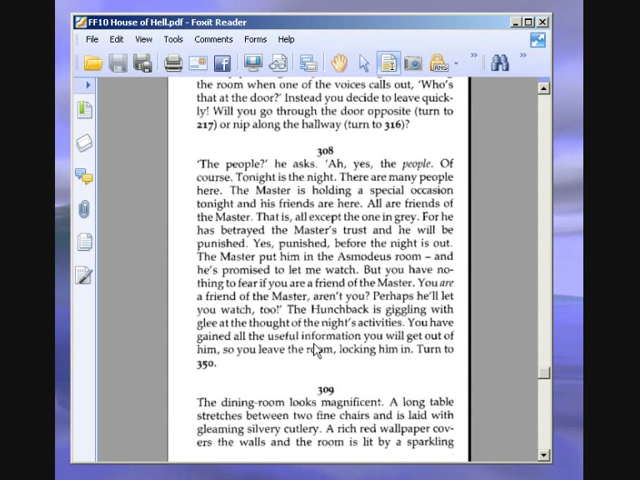 FF10 House of Hell.pdf - Foxit Reader
File Edit View Tools Comments Forms Help
the room when one of the voices calls out, 'Who's
that at the door?' Instead you decide to leave quick-
ly! Will you go through the door opposite (turn to
217) or nip along the hallway (turn to 316)?
308
'The people?' he asks. 'Ah, yes, the people. Of
course. Tonight is the night. There are many people
here. The Master is holding a special occasion
tonight and his friends are here. All are friends of
the Master. That is, all except the one in grey. For he
has betrayed the Master's trust and he will be
punished. Yes, punished, before the night is out.
The Master put him in the Asmodeus room – and
he's promised to let me watch. But you have no-
thing to fear if you are a friend of the Master. You are
a friend of the Master, aren't you? Perhaps he'll let
you watch, too!' The Hunchback is giggling with
glee at the thought of the night's activities. You have
gained all the useful information you will get out of
him, so you leave the room, locking him in. Turn to
350.
309
The dining-room looks magnificent. A long table
stretches between two fine chairs and is laid with
gleaming silvery cutlery. A rich red wallpaper cov-
ers the walls and the room is lit by a sparkling